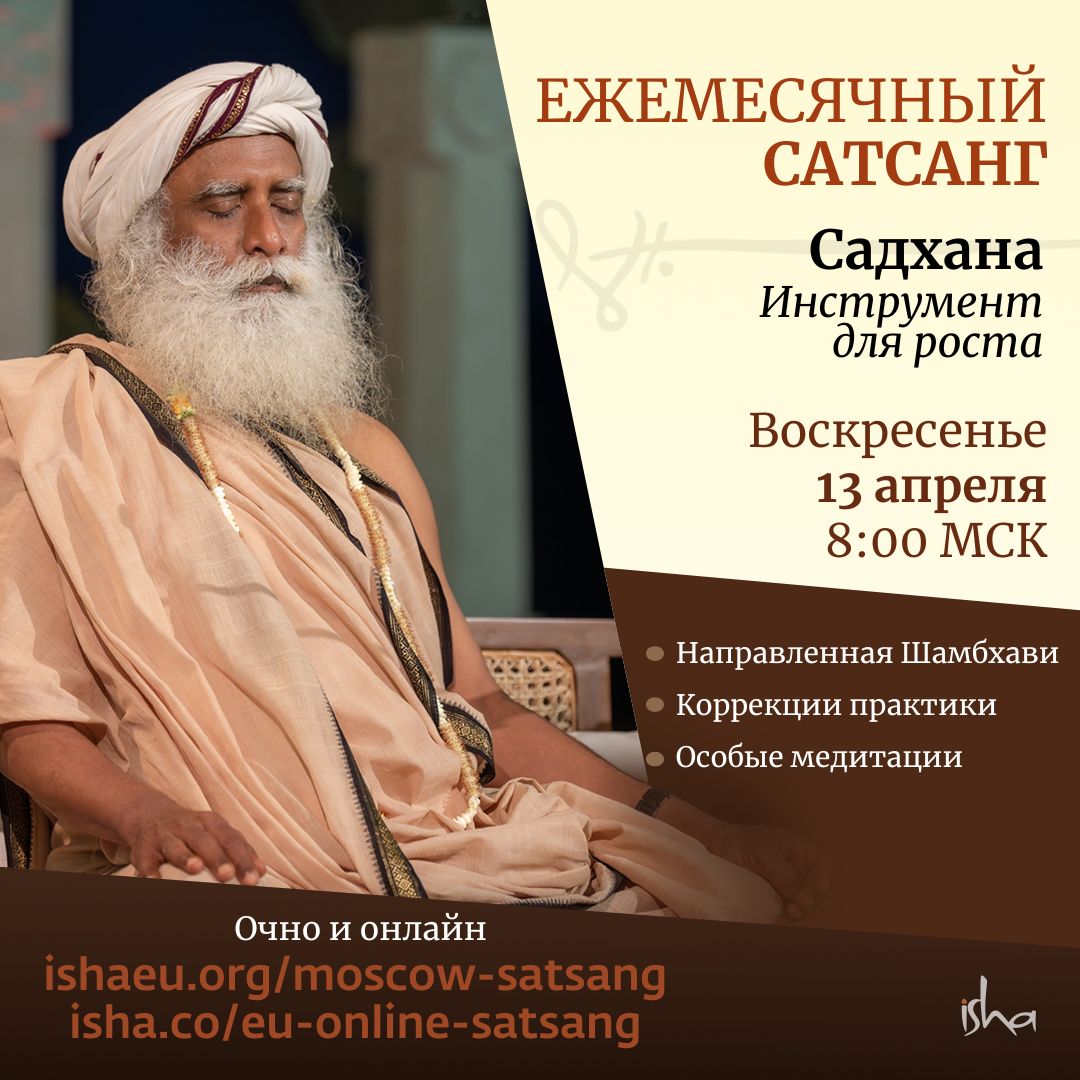 ЕЖЕМЕСЯЧНЫЙ
САТСАНГ
Садхана
Инструмент
для роста
Воскресенье
13 апреля
8:00 МСК
Направленная Шамбхави
Коррекции практики
Особые медитации
Очно и онлайн
ishaeu.org/moscow-satsang
isha.co/eu-online-satsang
isha